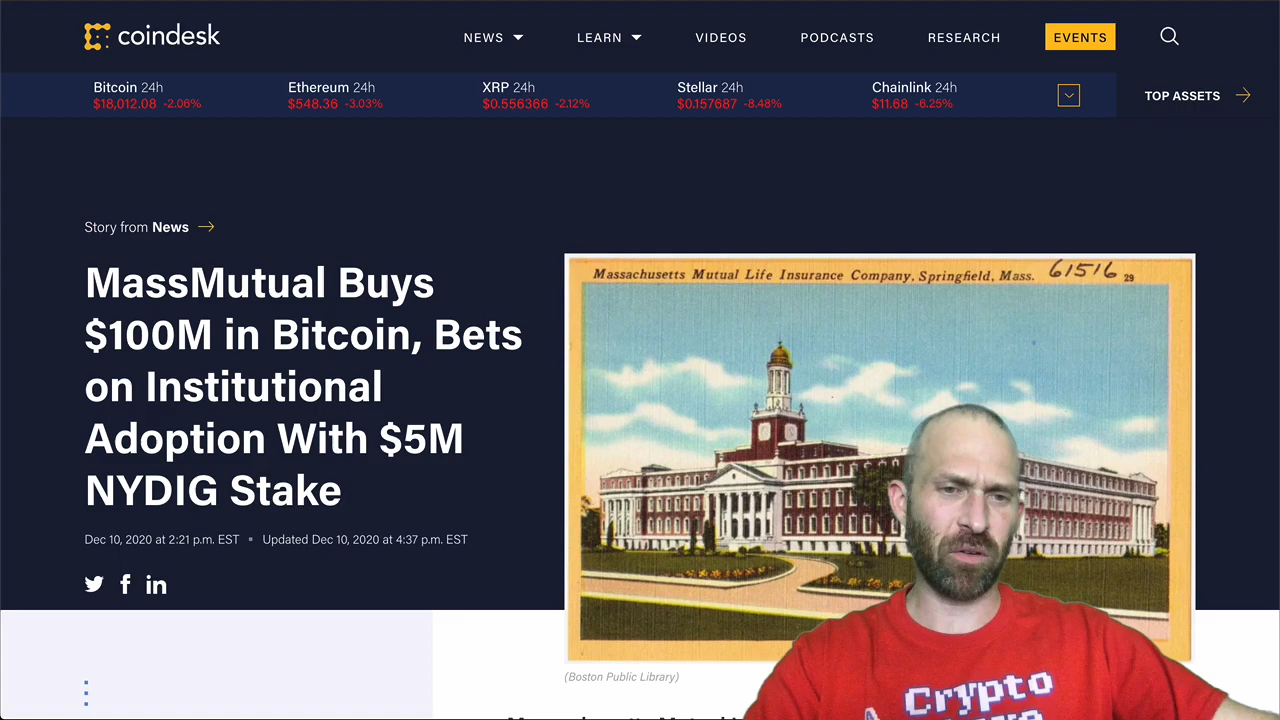 coindesk
NEWS
LEARN
VIDEOS
PODCASTS
RESEARCH
EVENTS
Bitcoin 24h
$18,012.08 -2.06%
Ethereum 24h
$548.36 -3.03%
XRP 24h
$0.556366 -2.12%
Stellar 24h
$0.157687 -8.48%
Chainlink 24h
$11.68 -6.25%
TOP ASSETS
Story from News
MassMutual Buys
$100M in Bitcoin, Bets
on Institutional
Adoption With $5M
NYDIG Stake
Dec 10, 2020 at 2:21 p.m. EST ▪ Updated Dec 10, 2020 at 4:37 p.m. EST
Massachusetts Mutual Life Insurance Company, Springfield, Mass.
61516
29
(Boston Public Library)
Crypto